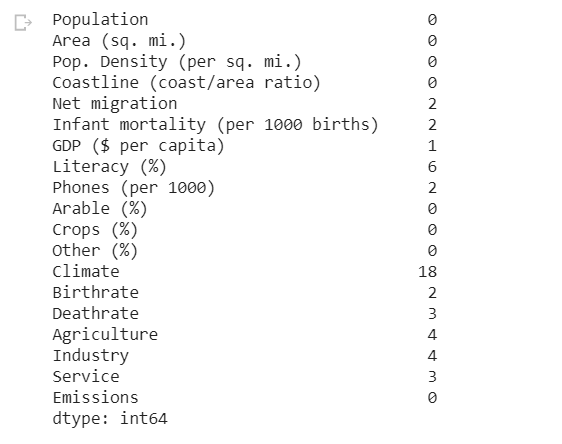 Population 0
Area (sq. mi.) 0
Pop. Density (per sq. mi.) 0
Coastline (coast/area ratio) 0
Net migration 2
Infant mortality (per 1000 births) 2
GDP ($ per capita) 1
Literacy (%) 6
Phones (per 1000) 2
Arable (%) 0
Crops (%) 0
Other (%) 0
Climate 18
Birthrate 2
Deathrate 3
Agriculture 4
Industry 4
Service 3
Emissions 0
dtype: int64